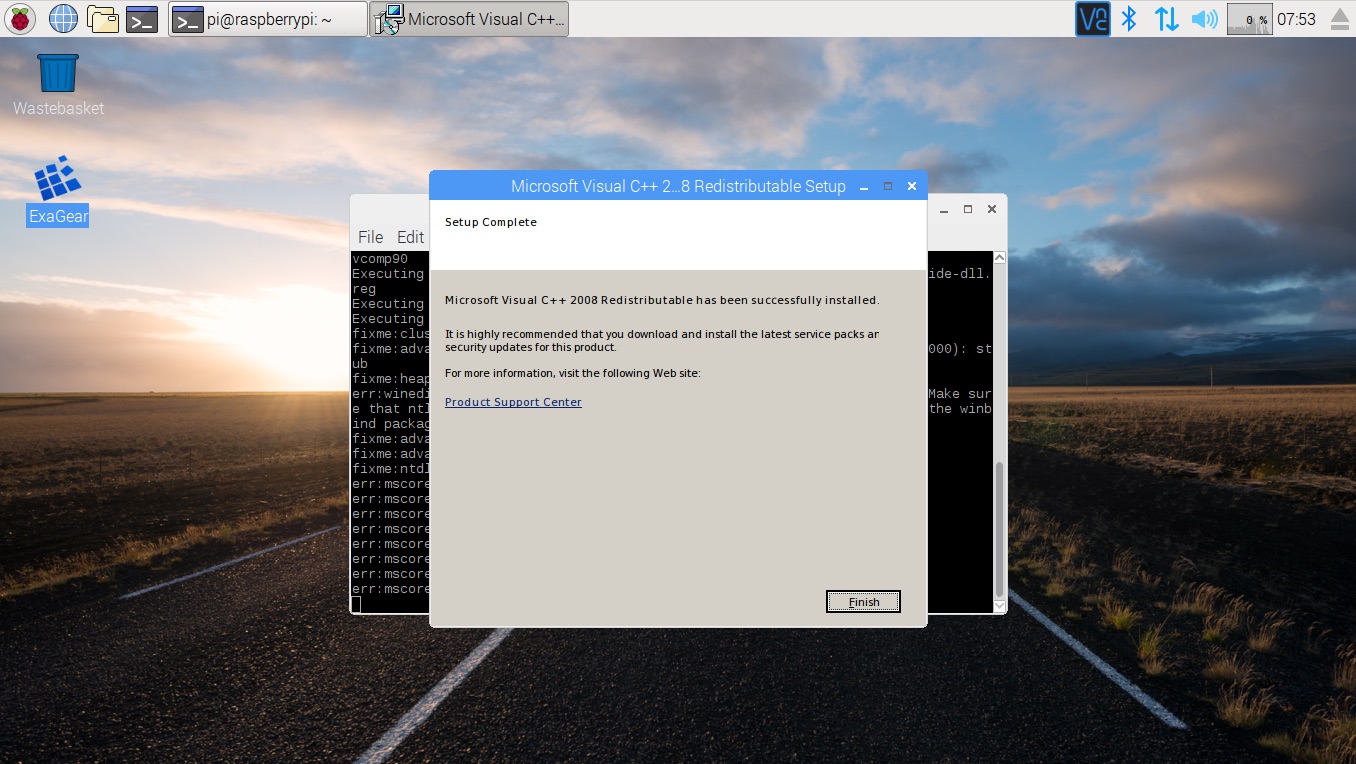 pi@raspberrypi: ~
Microsoft Visual C++...
0 %
07:53
Wastebasket
ExaGear
Microsoft Visual C++ 2...8 Redistributable Setup
Setup Complete
Microsoft Visual C++ 2008 Redistributable has been successfully installed.
It is highly recommended that you download and install the latest service packs an
security updates for this product.
For more information, visit the following Web site:
Product Support Center
Finish
File Edit
vcomp90
Executing ide-dll.
reg
Executing
Executing
fixme:clus
fixme:adva 000): st
ub
fixme:heap
err:winedi Make sur
e that ntl the winb
ind packag
fixme:adva
fixme:adva
fixme:ntdl
err:mscore
err:mscore
err:mscore
err:mscore
err:mscore
err:mscore
err:mscore
err:mscore